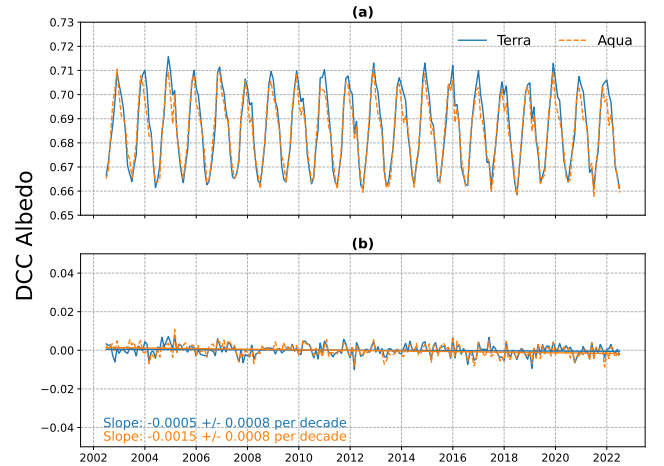 (a)
0.73
0.72
0.71
0.70
0.69
0.68
0.67
0.66
0.65
Terra
Aqua
DCC Albedo
(b)
0.04
0.02
0.00
−0.02
−0.04
Slope: -0.0005 +/- 0.0008 per decade
Slope: -0.0015 +/- 0.0008 per decade
2002 2004 2006 2008 2010 2012 2014 2016 2018 2020 2022